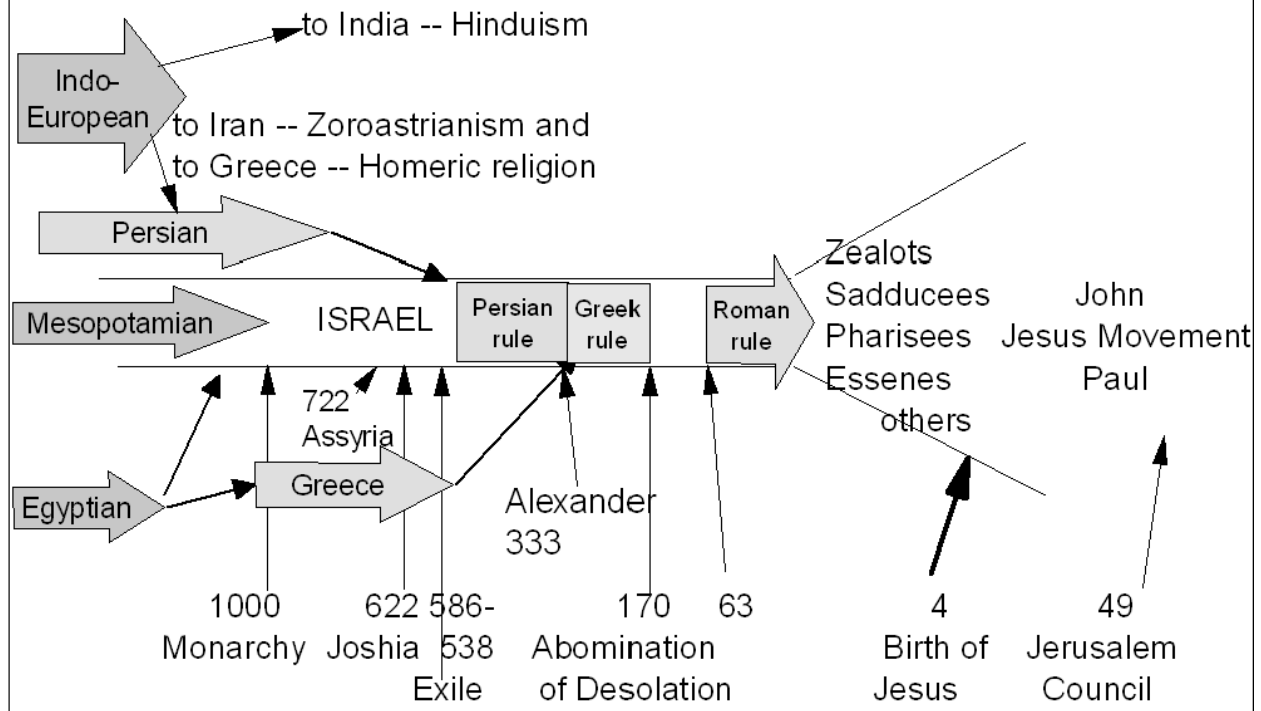 to India -- Hinduism
Indo-
European
to Iran -- Zoroastrianism and
to Greece -- Homeric religion
Persian
Mesopotamian
ISRAEL
Persian
rule
Greek
rule
Roman
rule
Zealots
Sadducees
Pharisees
Essenes
others
John
Jesus Movement
Paul
722
Assyria
Egyptian
Greece
Alexander
333
1000
Monarchy
622
Joshia
586-
538
Exile
170
Abomination
of Desolation
63
4
Birth of
Jesus
49
Jerusalem
Council